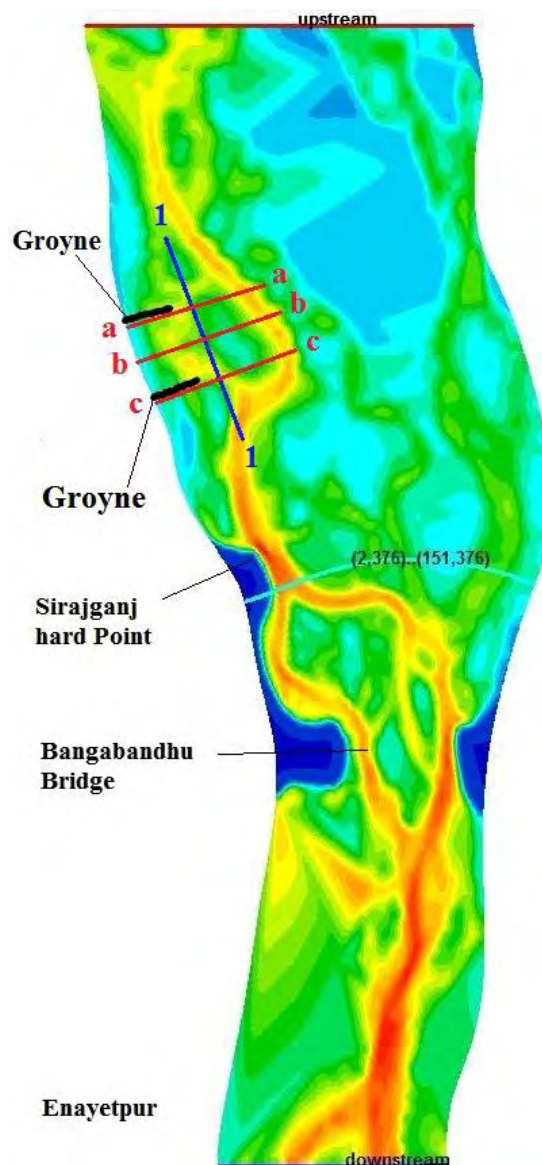 upstream
1
Groyne
a
a
b
b
c
c
1
Groyne
(2,376)..(151,376)
Sirajganj
hard Point
Bangabandhu
Bridge
Enayetpur
downstream